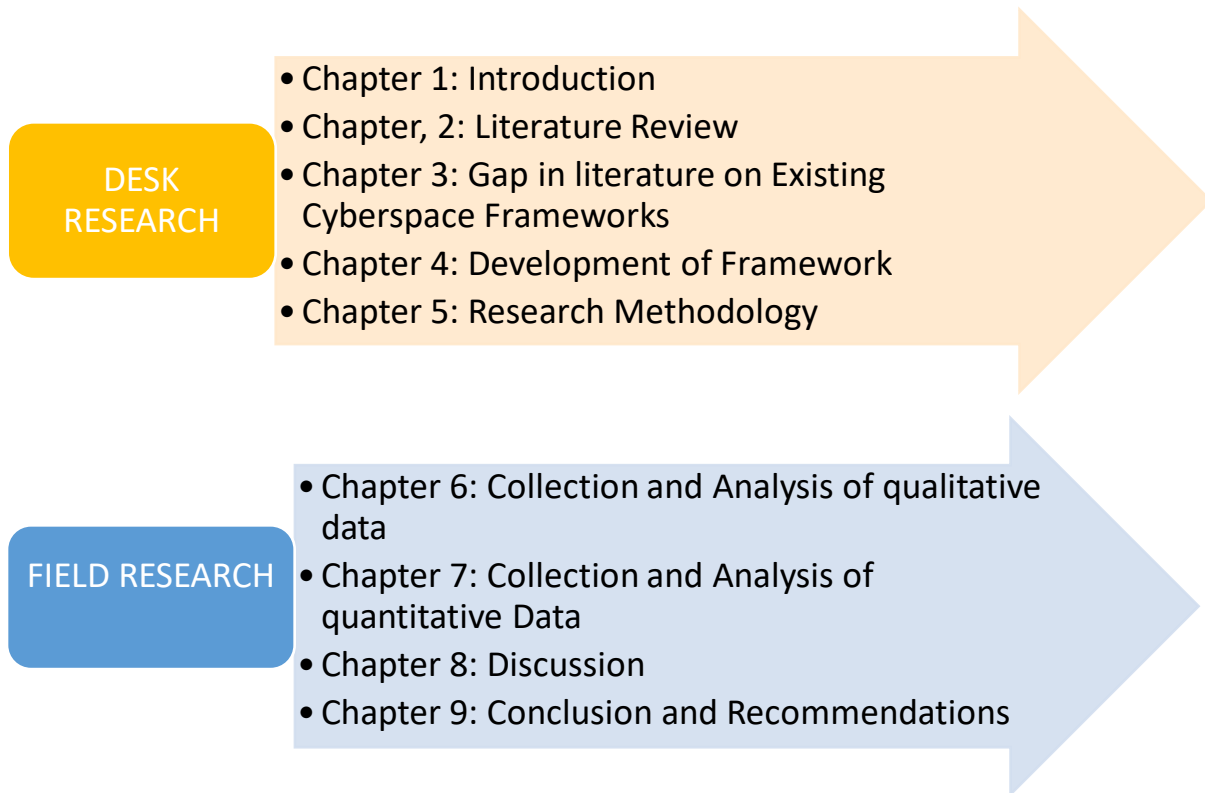 DESK
RESEARCH
• Chapter 1: Introduction
• Chapter, 2: Literature Review
• Chapter 3: Gap in literature on Existing
Cyberspace Frameworks
• Chapter 4: Development of Framework
• Chapter 5: Research Methodology
FIELD RESEARCH
• Chapter 6: Collection and Analysis of qualitative
data
• Chapter 7: Collection and Analysis of
quantitative Data
• Chapter 8: Discussion
• Chapter 9: Conclusion and Recommendations